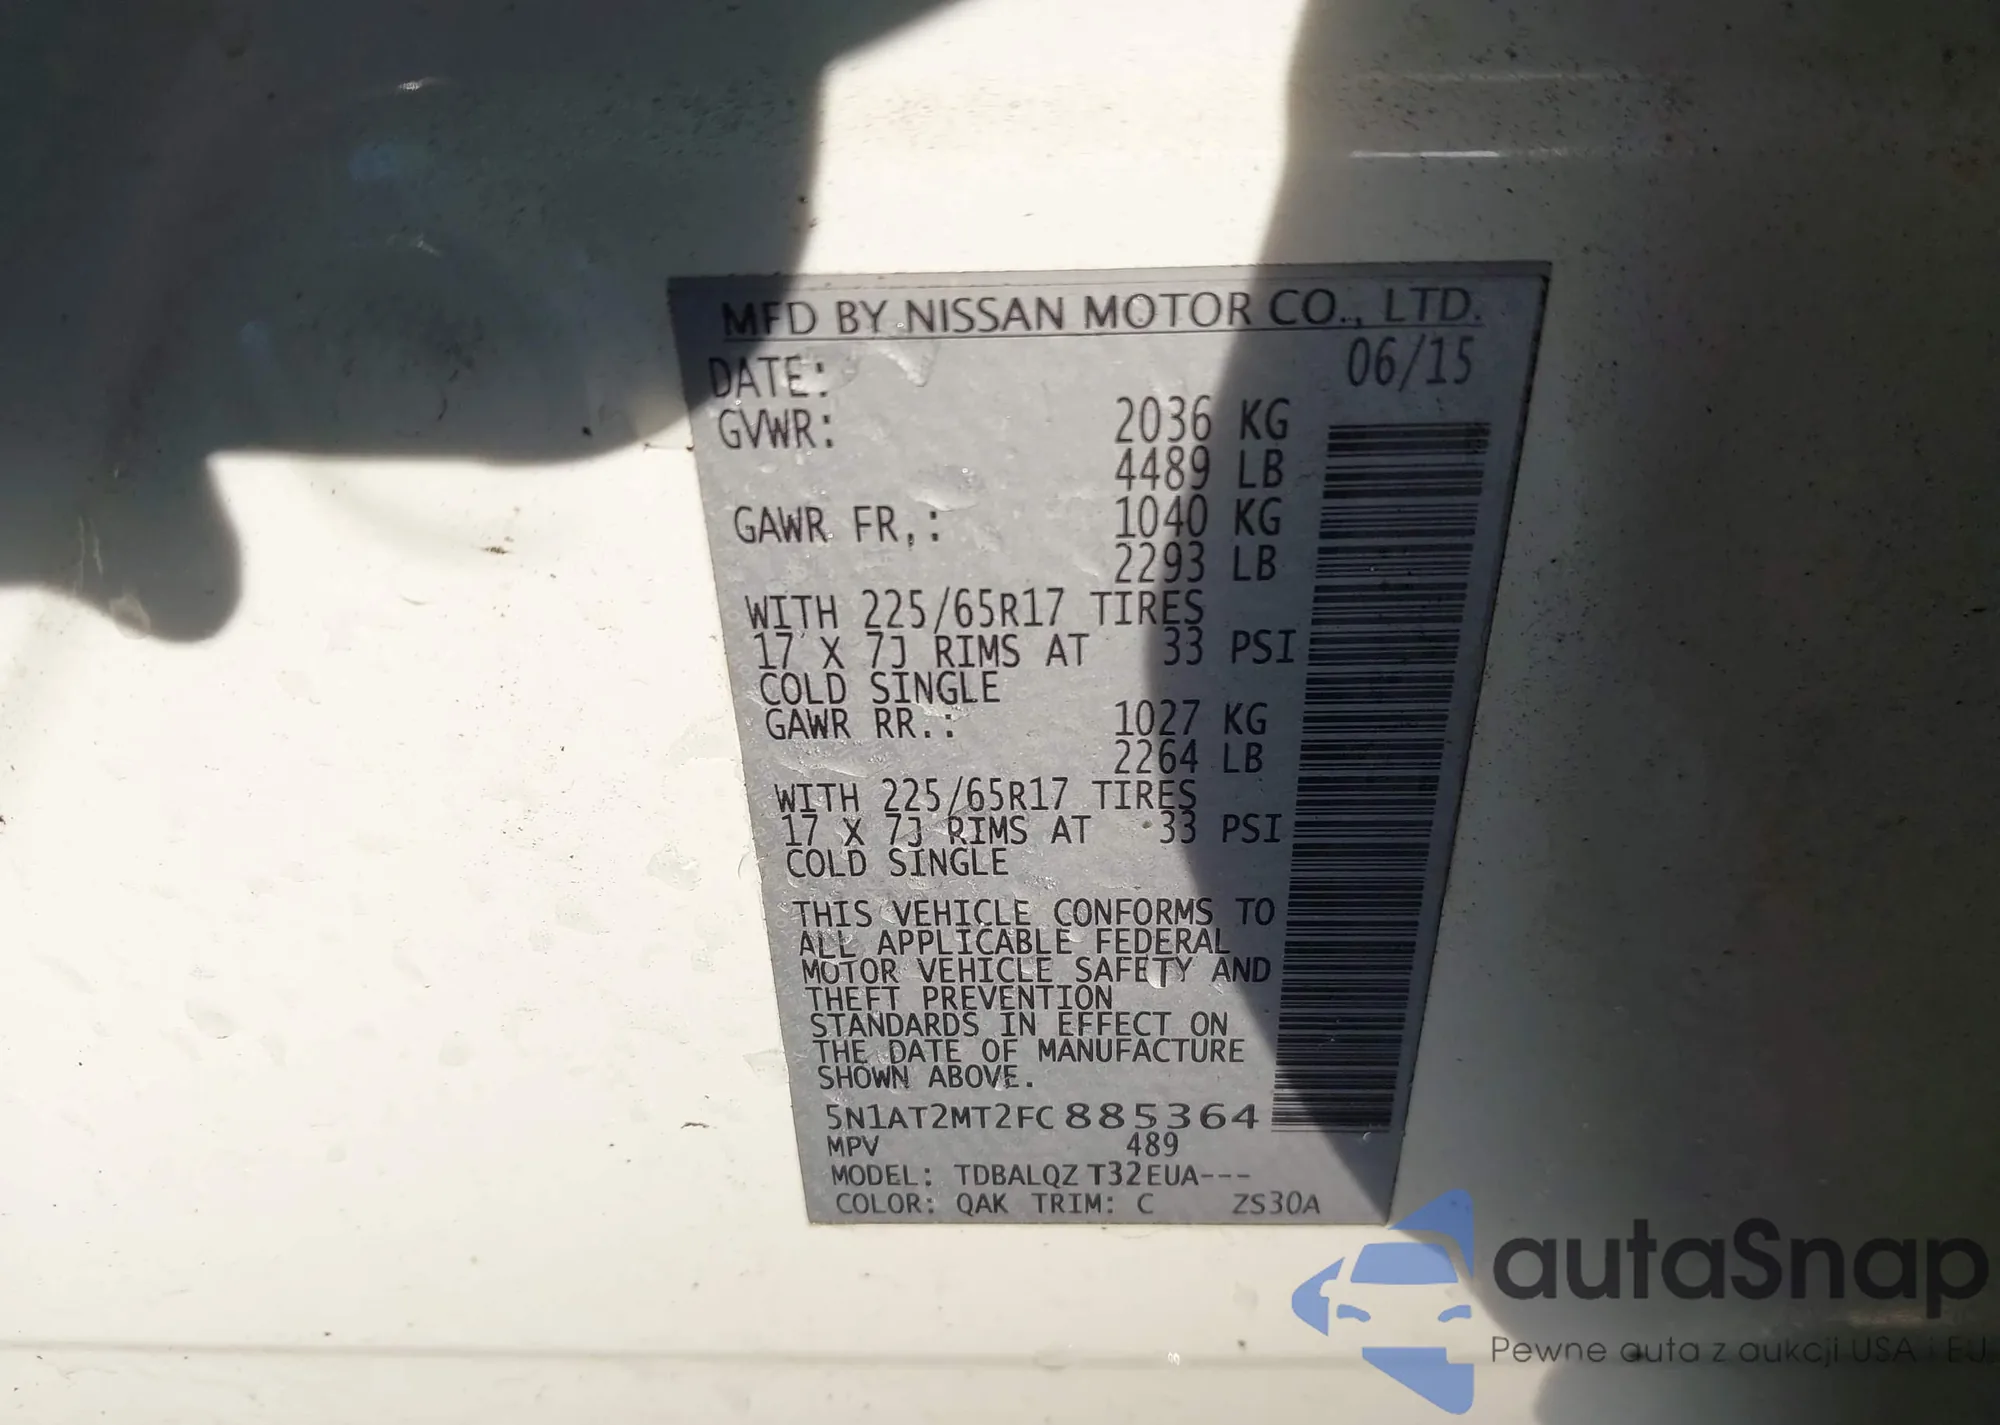 MFD BY NISSAN MOTOR CO., LTD.
DATE: 06/15
GVWR: 2036 KG
4489 LB
GAWR FR.: 1040 KG
2293 LB
WITH 225/65R17 TIRES
17 X 7J RIMS AT 33 PSI
COLD SINGLE
GAWR RR.: 1027 KG
2264 LB
WITH 225/65R17 TIRES
17 X 7J RIMS AT 33 PSI
COLD SINGLE
THIS VEHICLE CONFORMS TO
ALL APPLICABLE FEDERAL
MOTOR VEHICLE SAFETY AND
THEFT PREVENTION
STANDARDS IN EFFECT ON
THE DATE OF MANUFACTURE
SHOWN ABOVE.
5N1AT2MT2FC885364
MPV 489
MODEL: TDBALQZ T32EUA---
COLOR: QAK TRIM: C ZS30A
autaSnap
Pewne auta z aukcji USA i EU